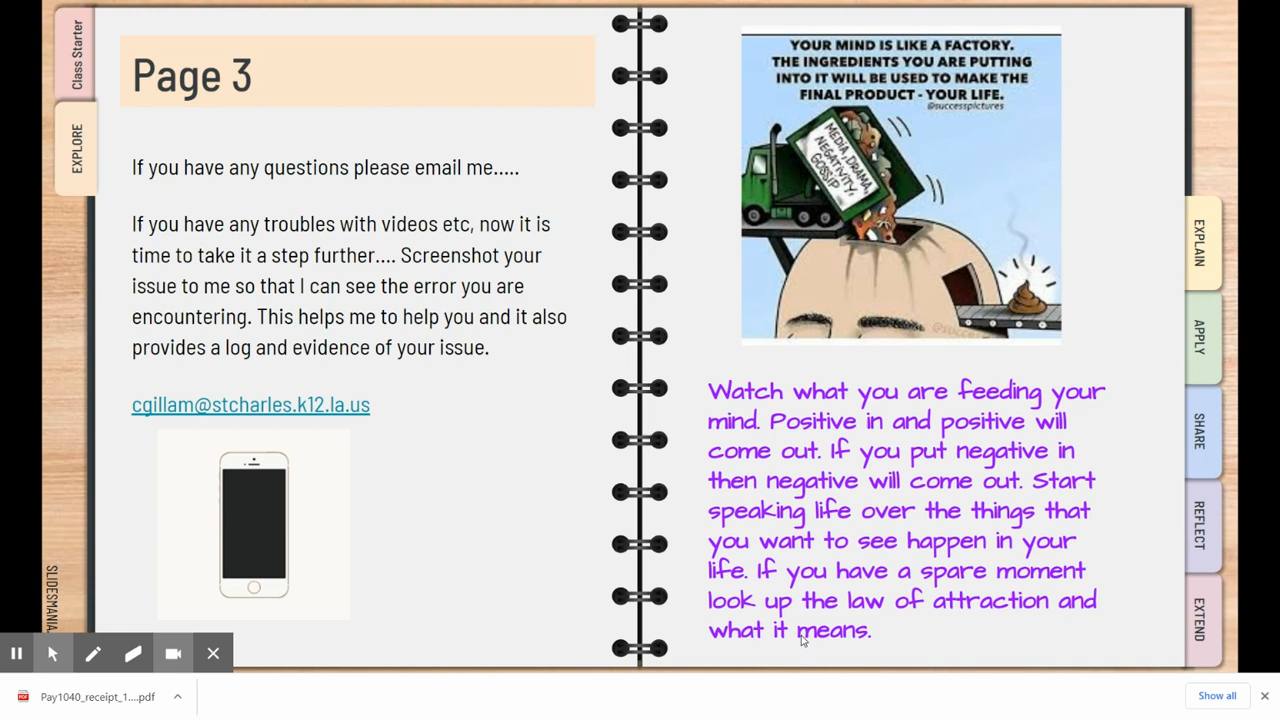 Class Starter
EXPLORE
Page 3
If you have any questions please email me.....
If you have any troubles with videos etc, now it is
time to take it a step further.... Screenshot your
issue to me so that I can see the error you are
encountering. This helps me to help you and it also
provides a log and evidence of your issue.
cgillam@stcharles.k12.la.us
SLIDESMANIA
YOUR MIND IS LIKE A FACTORY.
THE INGREDIENTS YOU ARE PUTTING
INTO IT WILL BE USED TO MAKE THE
FINAL PRODUCT - YOUR LIFE.
@successpictures
MEDIA, DRAMA,
NEGATIVITY,
GOSSIP
Watch what you are feeding your
mind. Positive in and positive will
come out. If you put negative in
then negative will come out. Start
speaking life over the things that
you want to see happen in your
life. If you have a spare moment
look up the law of attraction and
what it means.
EXPLAIN
APPLY
SHARE
REFLECT
EXTEND
Pay1040_receipt_1....pdf
Show all